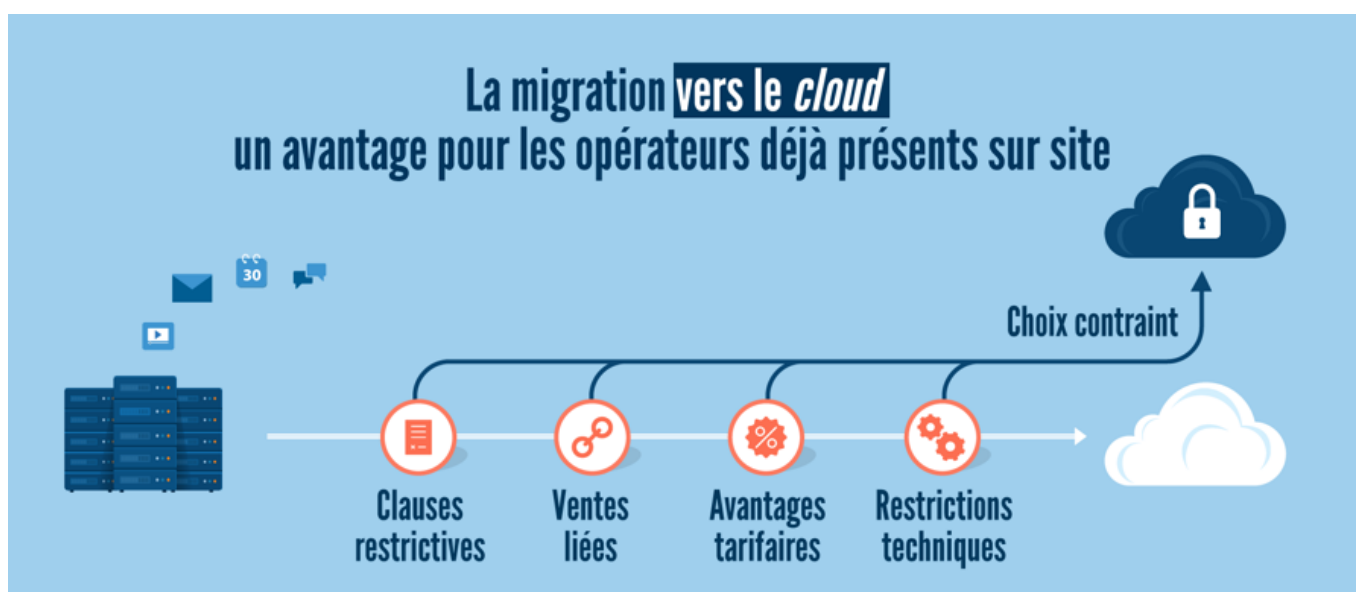 La migration vers le cloud
un avantage pour les opérateurs déjà présents sur site
30
Choix contraint
%
Clauses
restrictives
Ventes
liées
Avantages
tarifaires
Restrictions
techniques